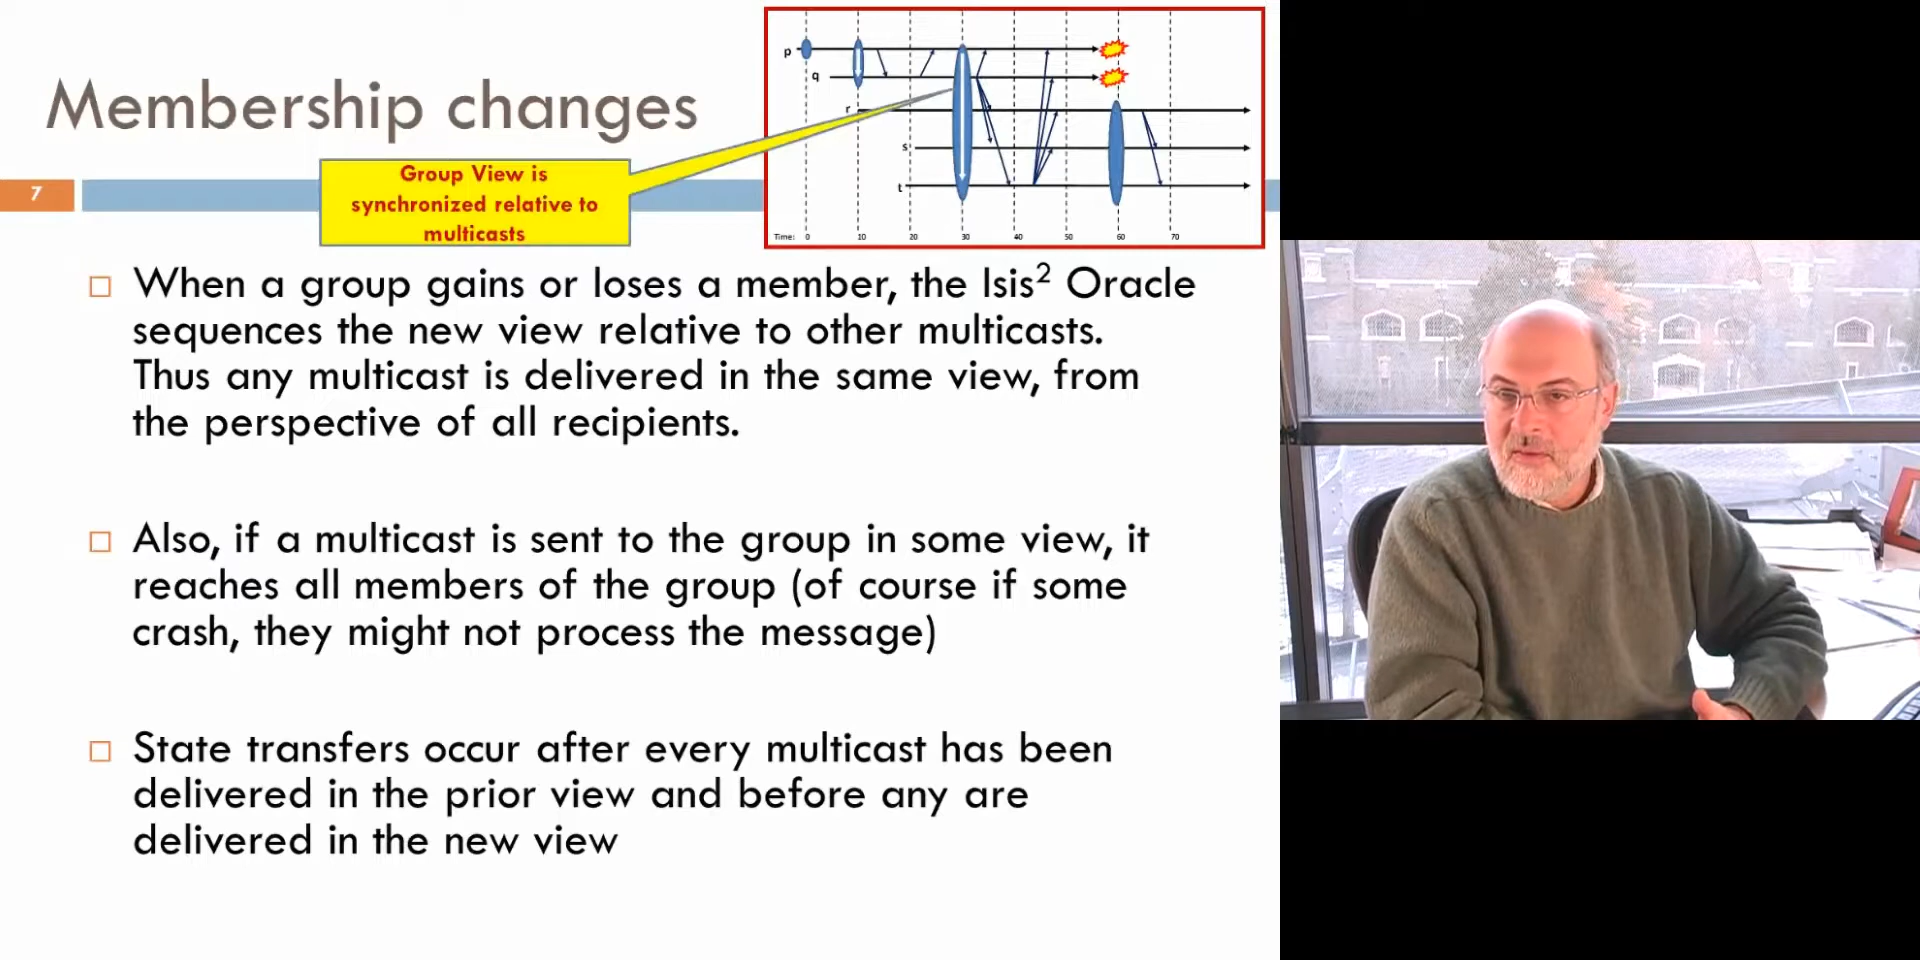 Membership changes
7
Group View is
synchronized relative to
multicasts
p
q
r
s
t
Time: 0 10 20 30 40 50 60 70
When a group gains or loses a member, the Isis² Oracle
sequences the new view relative to other multicasts.
Thus any multicast is delivered in the same view, from
the perspective of all recipients.
Also, if a multicast is sent to the group in some view, it
reaches all members of the group (of course if some
crash, they might not process the message)
State transfers occur after every multicast has been
delivered in the prior view and before any are
delivered in the new view